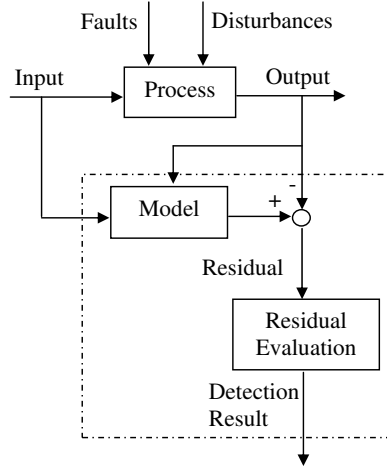 Faults
Disturbances
Input
Process
Output
Model
+
-
Residual
Residual
Evaluation
Detection
Result